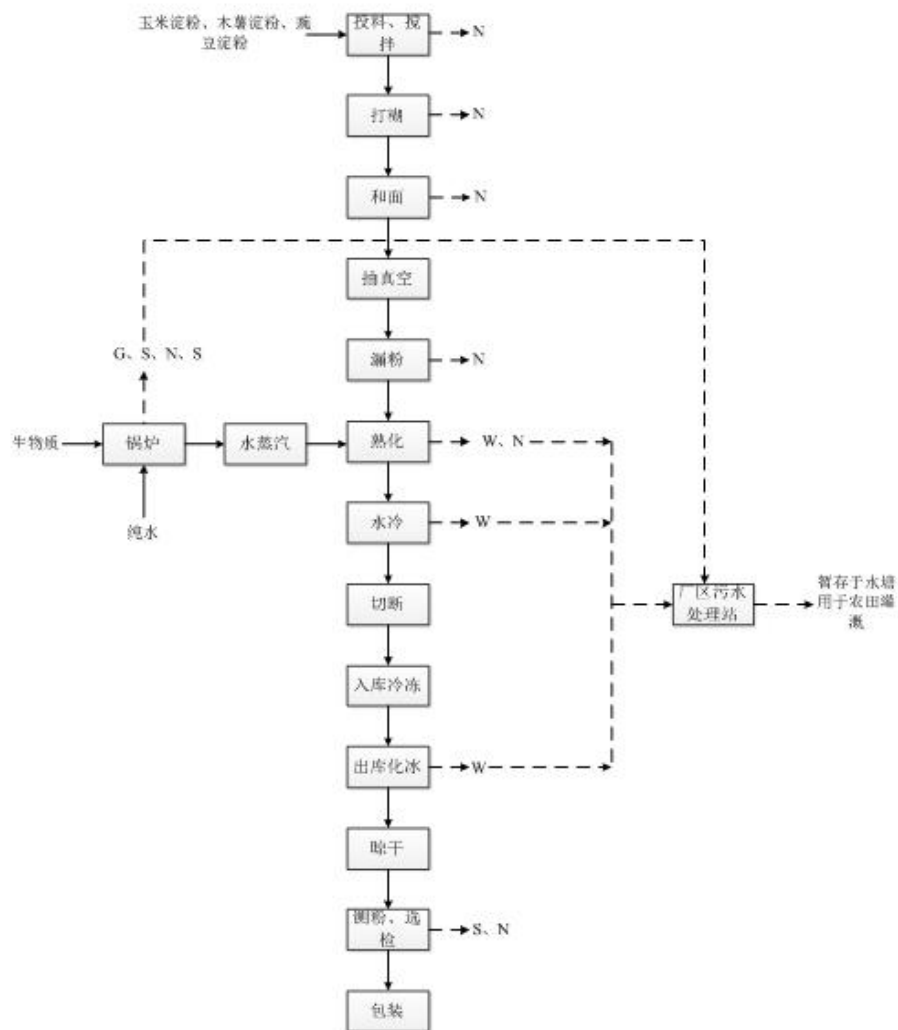 玉米淀粉、木薯淀粉、豌
豆淀粉
投料、搅
拌
N
打糊
N
和面
N
抽真空
G、S、N、S
漏粉
N
生物质
锅炉
水蒸汽
熟化
W、N
纯水
水冷
W
切断
厂区污水
处理站
暂存于水塘
用于农田灌
溉
入库冷冻
出库化冰
W
晾干
侧粉、选
检
S、N
包装